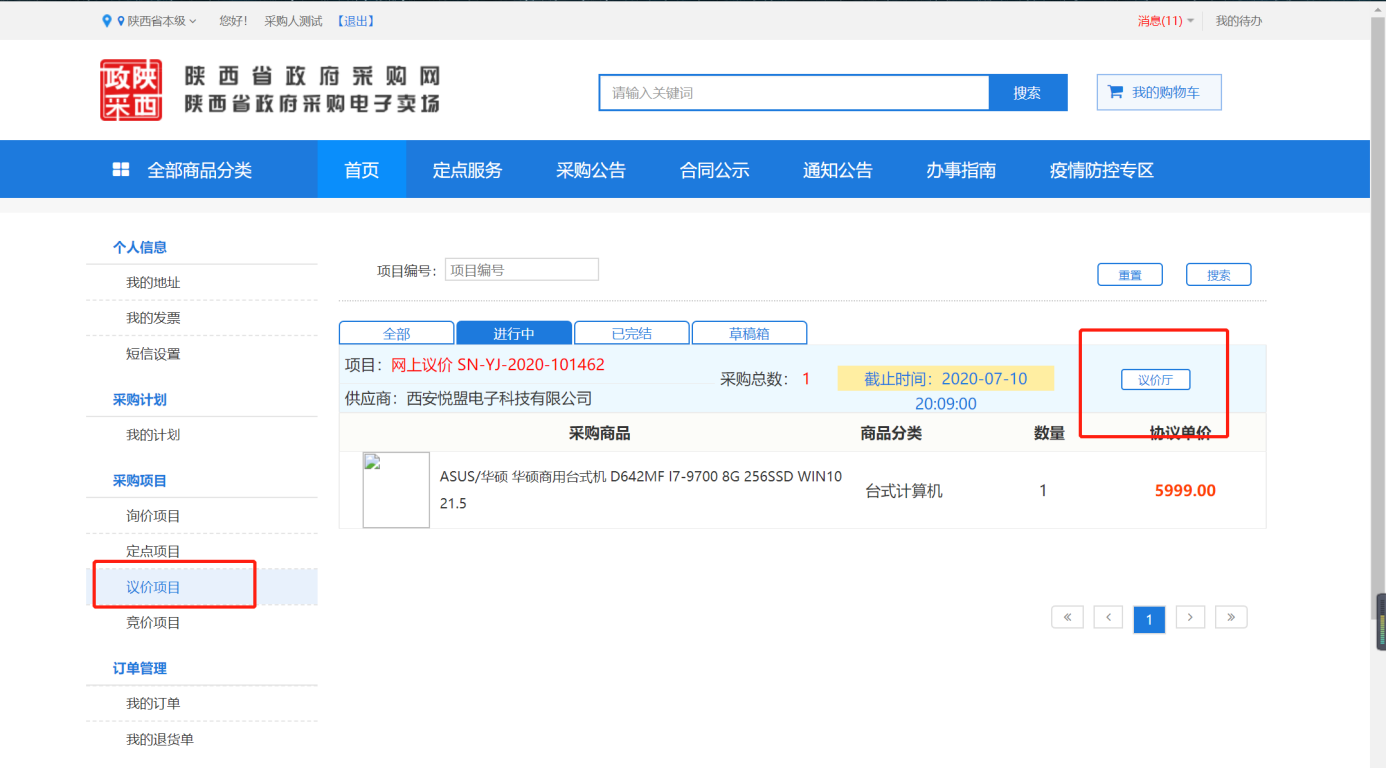 陕西省本级 您好！ 采购人测试 【退出】 消息(11) 我的待办
政陕
采西
陕西省政府采购网
陕西省政府采购电子卖场
请输入关键词 搜索 我的购物车
全部商品分类 首页 定点服务 采购公告 合同公示 通知公告 办事指南 疫情防控专区
个人信息
我的地址
我的发票
短信设置
采购计划
我的计划
采购项目
询价项目
定点项目
议价项目
竞价项目
订单管理
我的订单
我的退货单
项目编号： 项目编号 重置 搜索
全部 进行中 已完结 草稿箱
项目：网上议价 SN-YJ-2020-101462
供应商：西安悦盟电子科技有限公司
采购总数： 1
截止时间：2020-07-10
20:09:00
议价厅
采购商品 商品分类 数量 协议单价
ASUS/华硕 华硕商用台式机 D642MF I7-9700 8G 256SSD WIN10
21.5
台式计算机 1 5999.00
« ‹ 1 › »